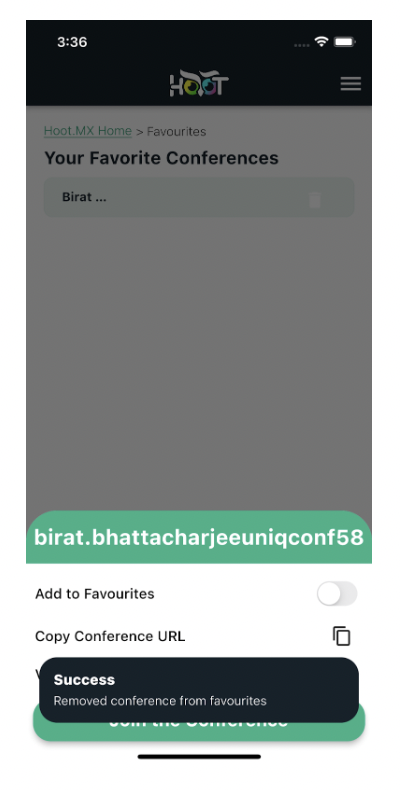 3:36
HOOT
Hoot.MX Home > Favourites
Your Favorite Conferences
Birat ...
birat.bhattacharjeeuniqconf58
Add to Favourites
Copy Conference URL
Success
Removed conference from favourites
Join the Conference